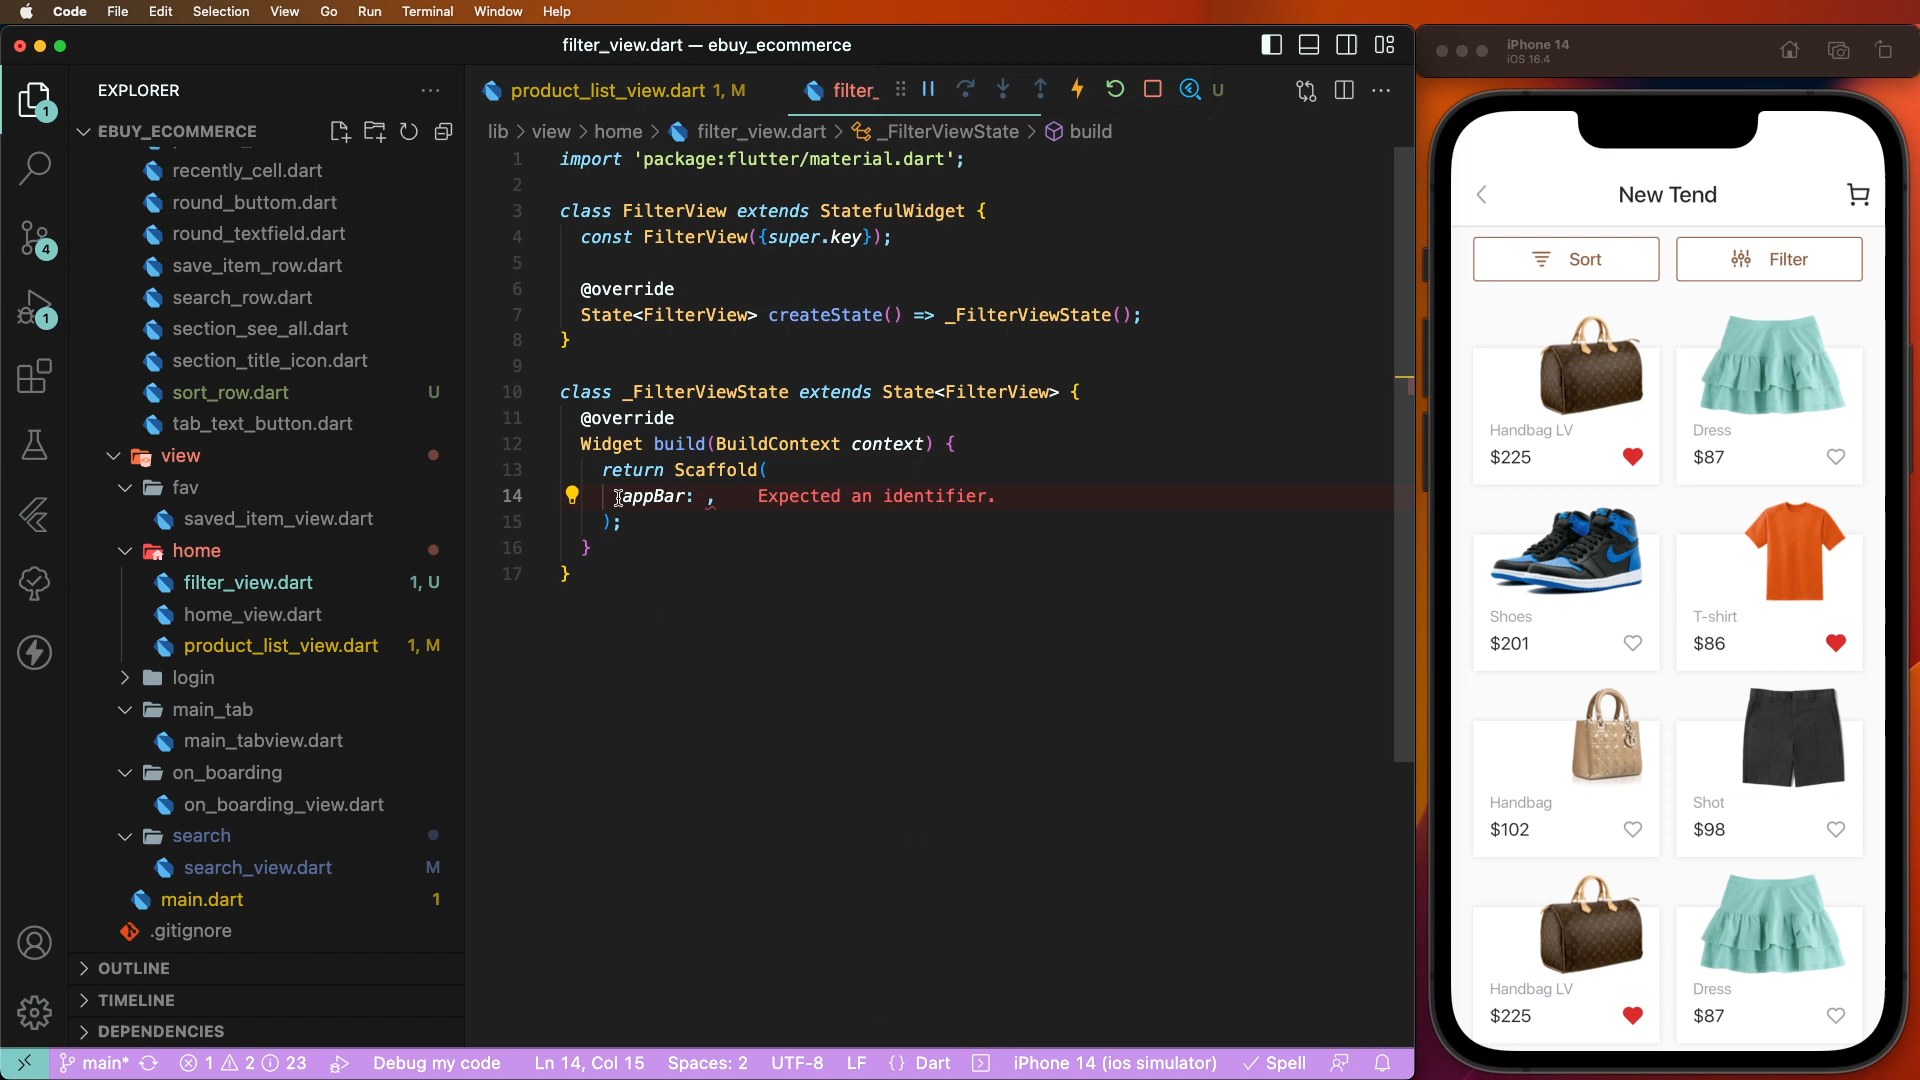 Code File Edit Selection View Go Run Terminal Window Help
filter_view.dart — ebuy_ecommerce
iPhone 14
iOS 16.4
EXPLORER
product_list_view.dart 1, M
filter_
U
EBUY_ECOMMERCE
lib > view > home > filter_view.dart > _FilterViewState > build
recently_cell.dart
round_buttom.dart
round_textfield.dart
save_item_row.dart
search_row.dart
section_see_all.dart
section_title_icon.dart
sort_row.dart U
tab_text_button.dart
view
fav
saved_item_view.dart
home
filter_view.dart 1, U
home_view.dart
product_list_view.dart 1, M
login
main_tab
main_tabview.dart
on_boarding
on_boarding_view.dart
search
search_view.dart M
main.dart 1
.gitignore
OUTLINE
TIMELINE
DEPENDENCIES
1
4
1
1 import 'package:flutter/material.dart';
2
3 class FilterView extends StatefulWidget {
4 const FilterView({super.key});
5
6 @override
7 State<FilterView> createState() => _FilterViewState();
8 }
9
10 class _FilterViewState extends State<FilterView> {
11 @override
12 Widget build(BuildContext context) {
13 return Scaffold(
14 appBar: , Expected an identifier.
15 );
16 }
17 }
New Tend
Sort Filter
Handbag LV Dress
$225 $87
Shoes T-shirt
$201 $86
Handbag Shot
$102 $98
Handbag LV Dress
$225 $87
main* 1 2 23 Debug my code Ln 14, Col 15 Spaces: 2 UTF-8 LF {} Dart iPhone 14 (ios simulator) Spell